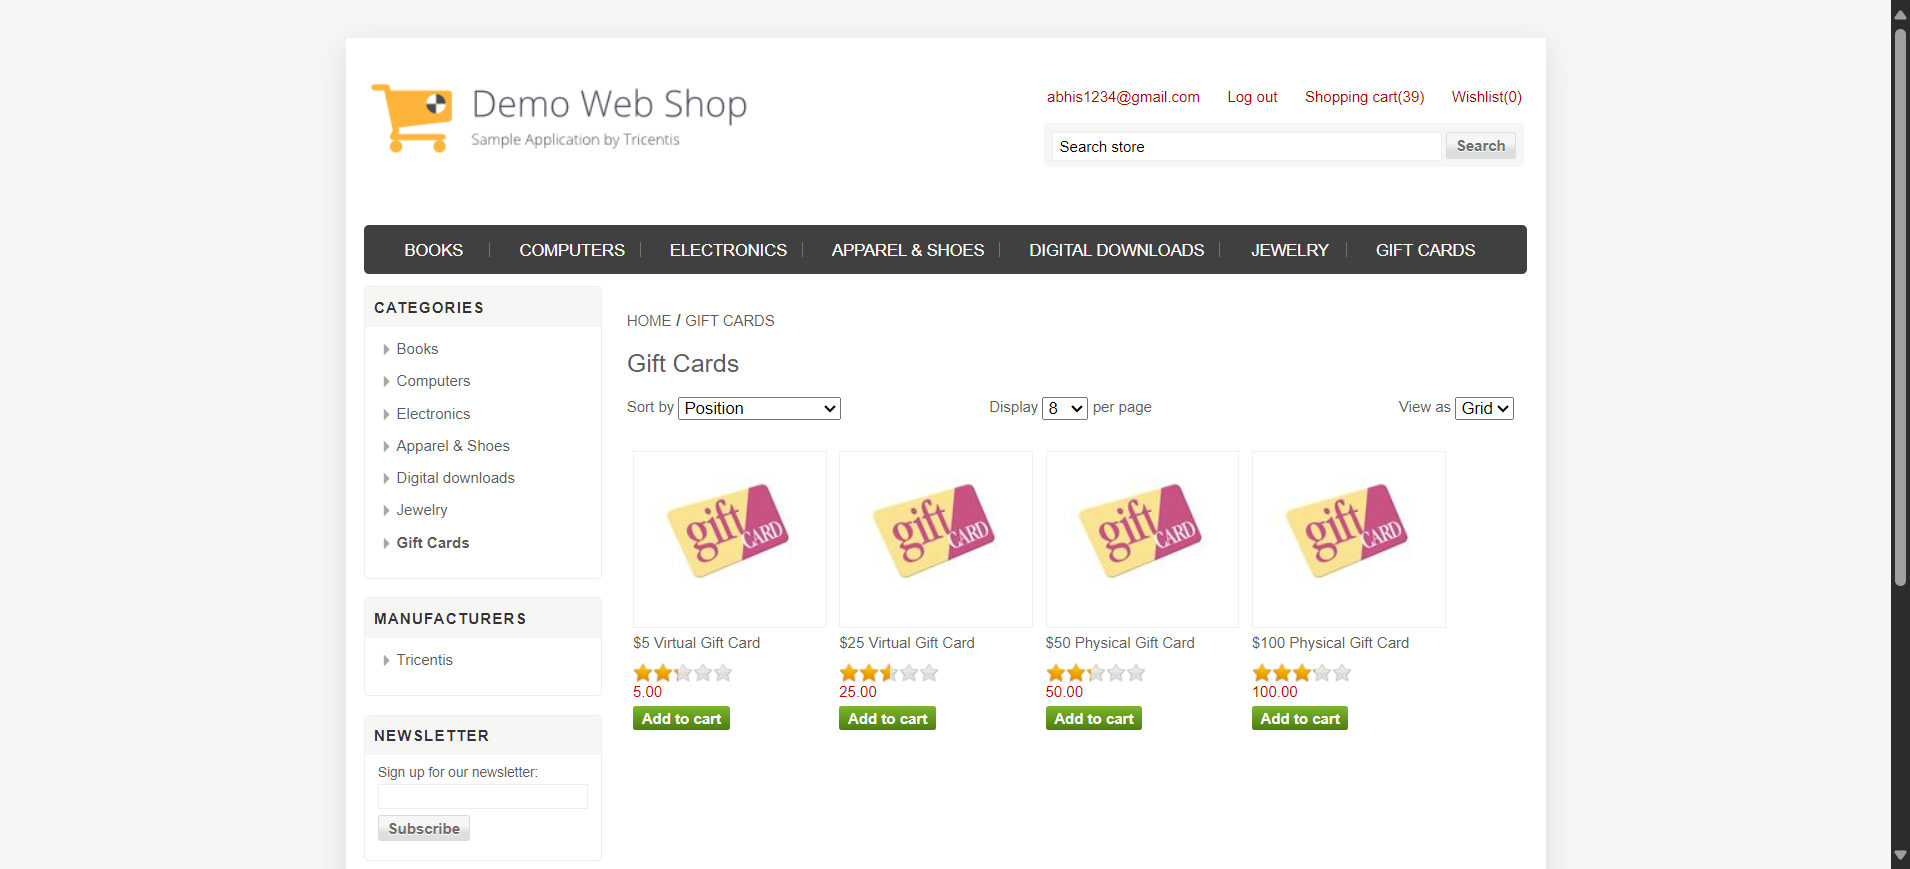 Demo Web Shop
Sample Application by Tricentis
abhis1234@gmail.com Log out Shopping cart(39) Wishlist(0)
Search store Search
BOOKS COMPUTERS ELECTRONICS APPAREL & SHOES DIGITAL DOWNLOADS JEWELRY GIFT CARDS
CATEGORIES
Books
Computers
Electronics
Apparel & Shoes
Digital downloads
Jewelry
Gift Cards
MANUFACTURERS
Tricentis
NEWSLETTER
Sign up for our newsletter:
Subscribe
HOME / GIFT CARDS
Gift Cards
Sort by Position Display 8 per page View as Grid
gift CARD gift CARD gift CARD gift CARD
$5 Virtual Gift Card $25 Virtual Gift Card $50 Physical Gift Card $100 Physical Gift Card
5.00 25.00 50.00 100.00
Add to cart Add to cart Add to cart Add to cart